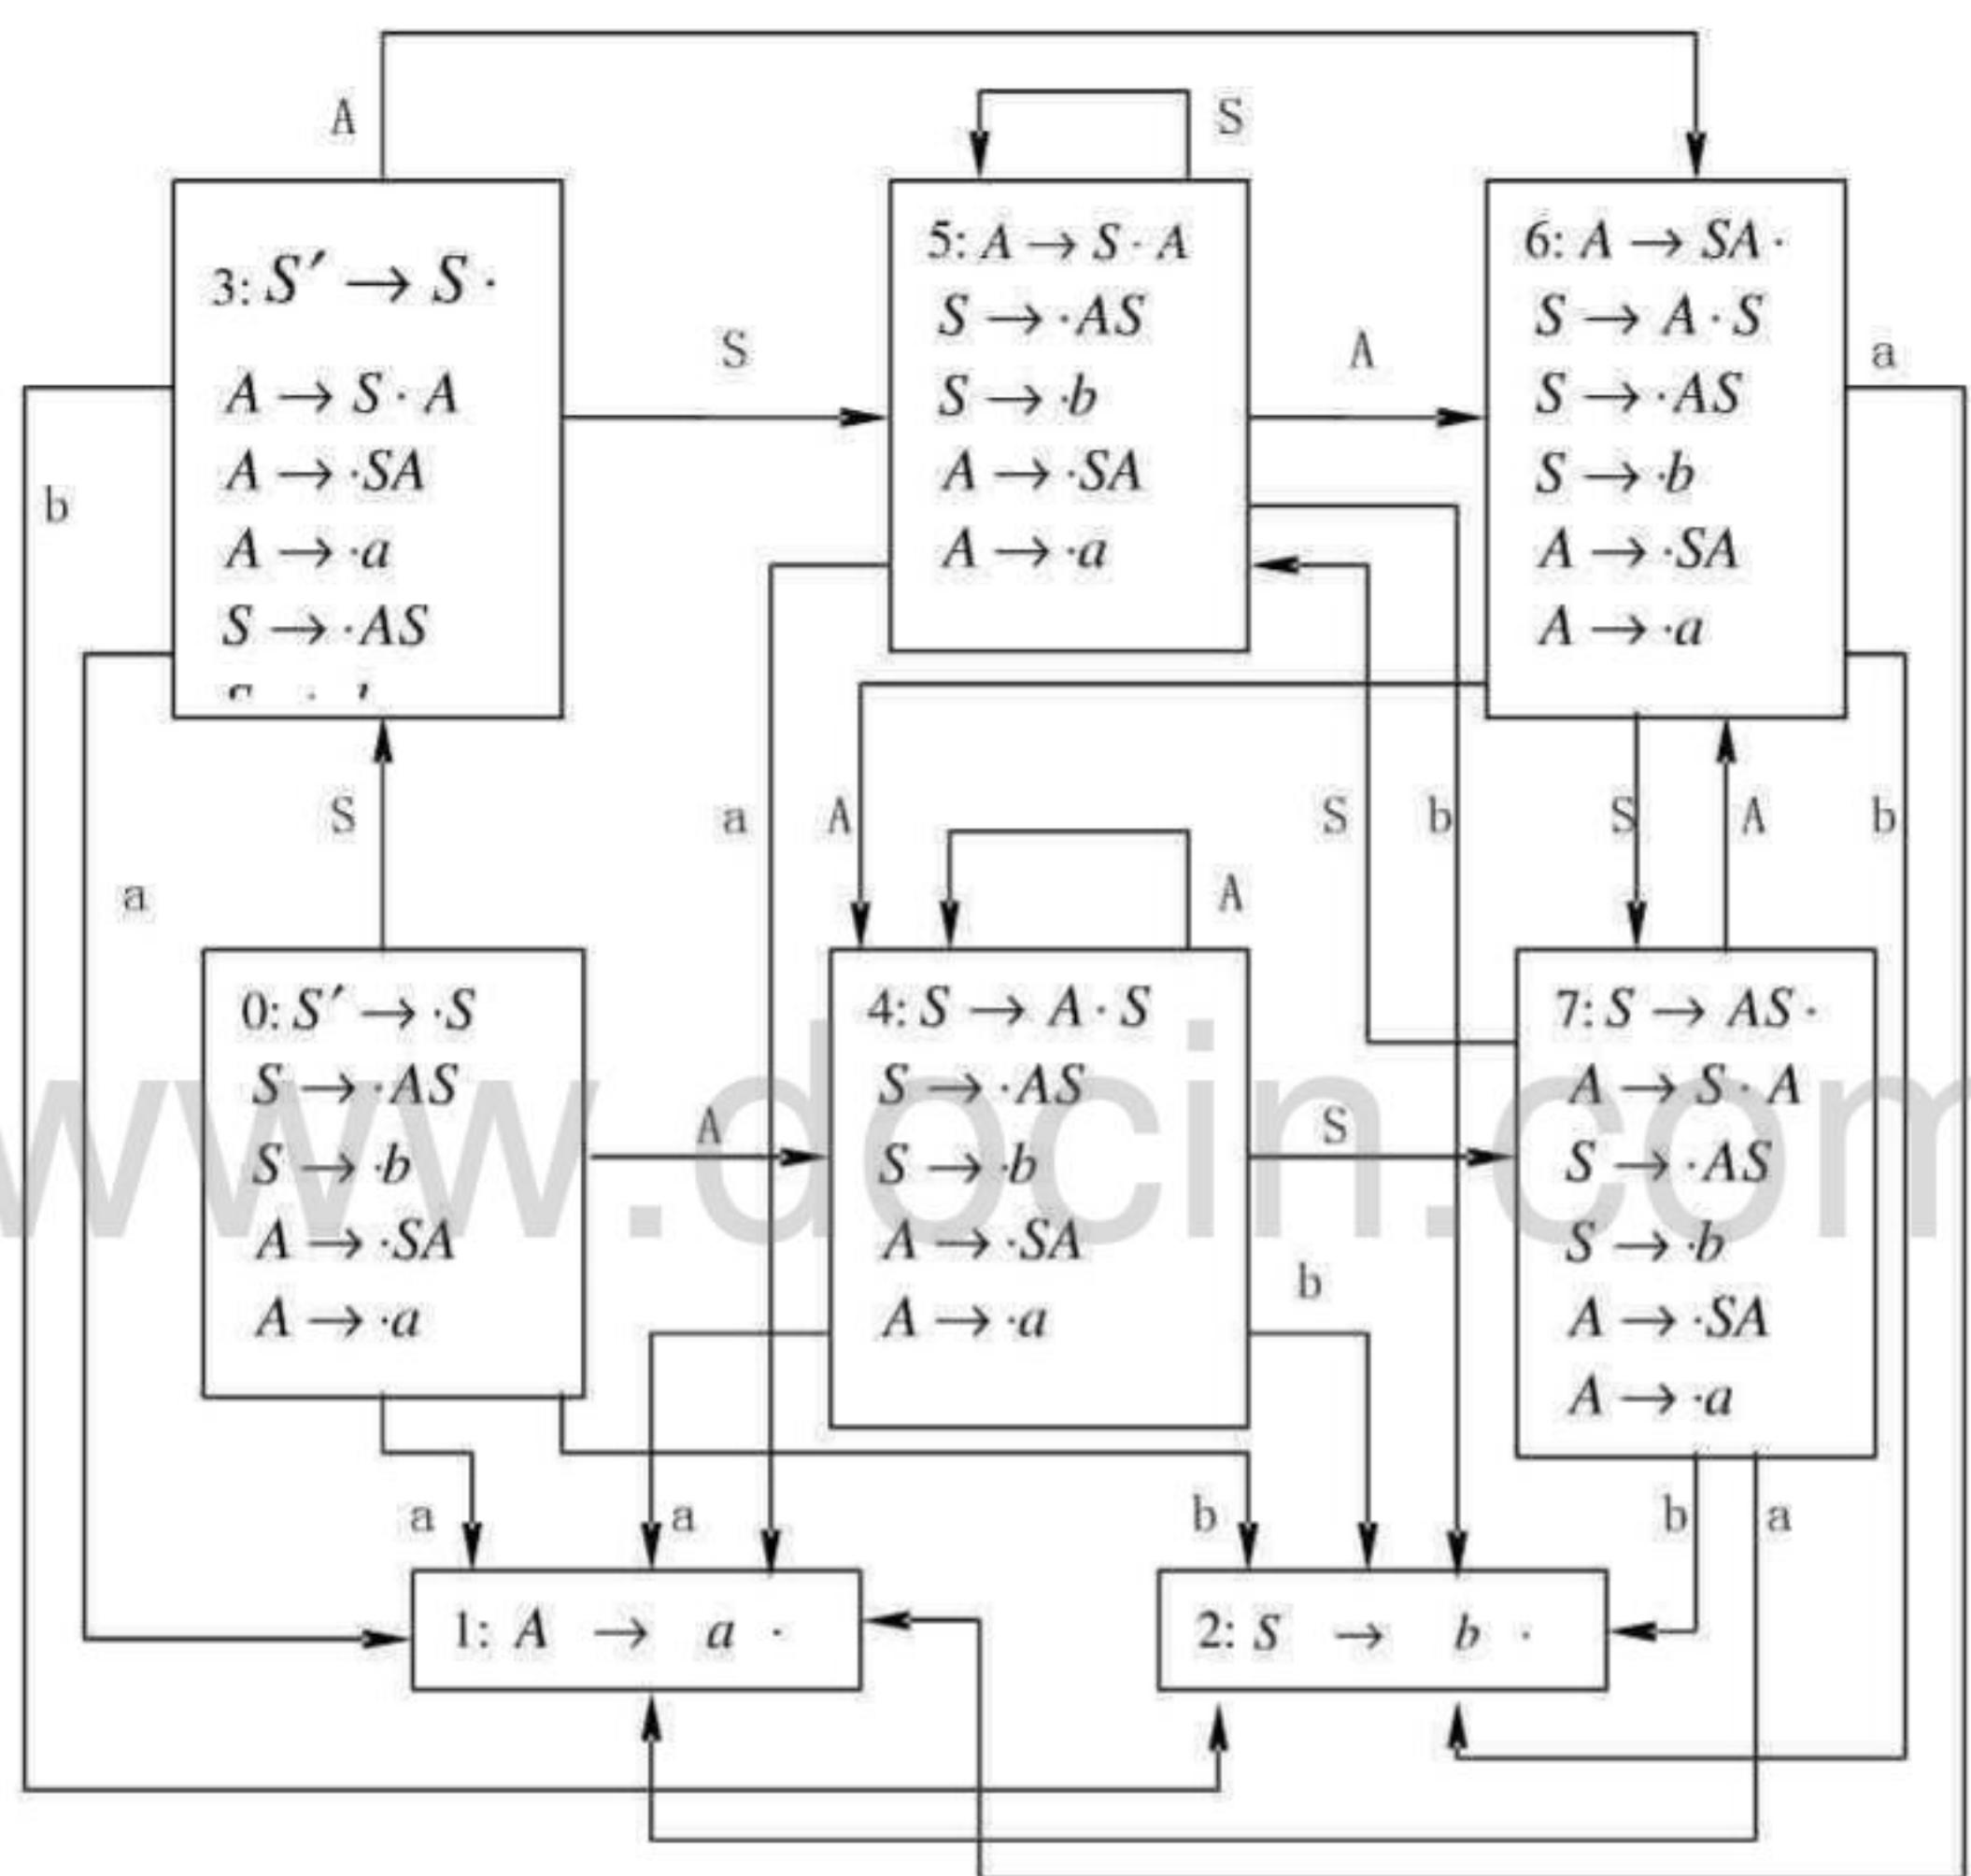 A
S
3: S′ → S ·
A → S · A
A → ·SA
A → ·a
S → ·AS
5: A → S · A
S → ·AS
S → ·b
A → ·SA
A → ·a
6: A → SA ·
S → A · S
S → ·AS
S → ·b
A → ·SA
A → ·a
S
A
a
b
S
a
A
S
b
S
A
b
a
A
0: S′ → ·S
S → ·AS
S → ·b
A → ·SA
A → ·a
A
4: S → A · S
S → ·AS
S → ·b
A → ·SA
A → ·a
S
b
7: S → AS ·
A → S · A
S → ·AS
S → ·b
A → ·SA
A → ·a
www.docin.com
a
a
b
b
a
1: A → a ·
2: S → b ·